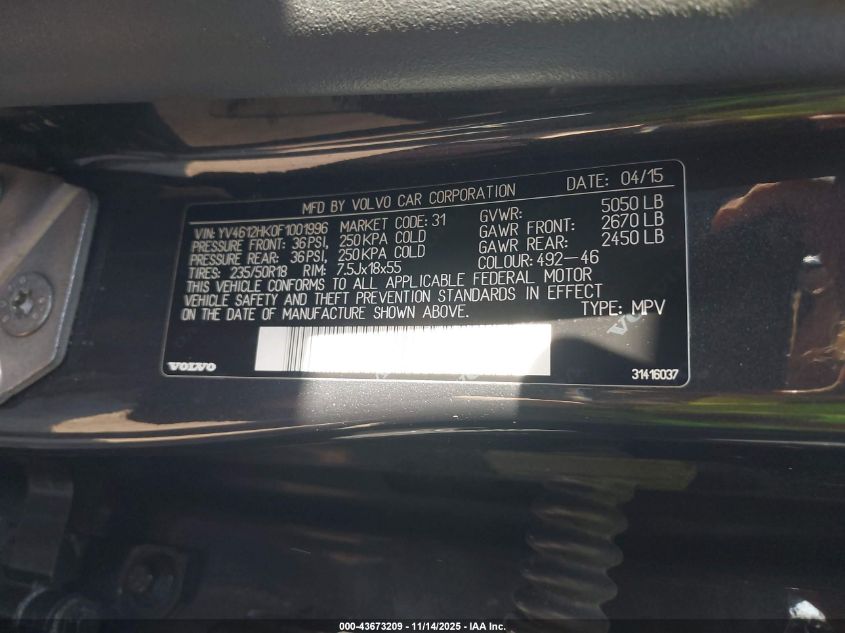 MFD BY VOLVO CAR CORPORATION DATE: 04/15
VIN: YV4612HK0F1001996 MARKET CODE: 31 GVWR: 5050 LB
PRESSURE FRONT: 36PSI, 250KPA COLD GAWR FRONT: 2670 LB
PRESSURE REAR: 36PSI, 250KPA COLD GAWR REAR: 2450 LB
TIRES: 235/50R18 RIM: 7.5Jx18x55 COLOUR: 492-46
THIS VEHICLE CONFORMS TO ALL APPLICABLE FEDERAL MOTOR
VEHICLE SAFETY AND THEFT PREVENTION STANDARDS IN EFFECT
ON THE DATE OF MANUFACTURE SHOWN ABOVE. TYPE: MPV
VOLVO 31416037
000-43673209 - 11/14/2025 - IAA Inc.